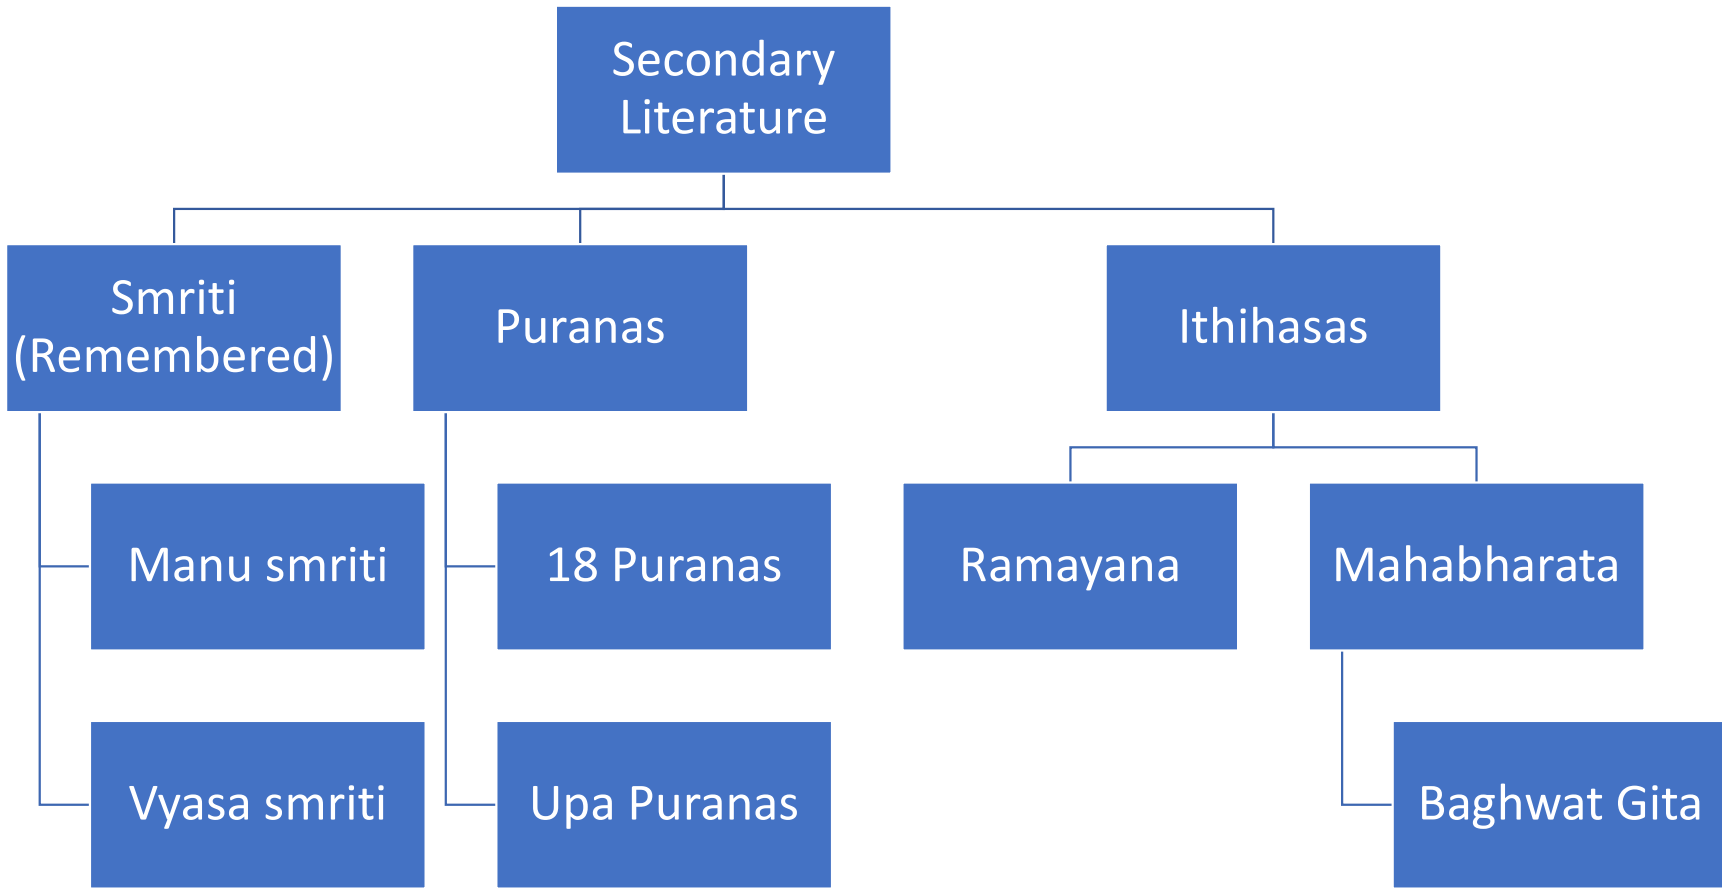 Secondary
Literature
Smriti
(Remembered)
Puranas
Ithihasas
Manu smriti
18 Puranas
Ramayana
Mahabharata
Vyasa smriti
Upa Puranas
Baghwat Gita